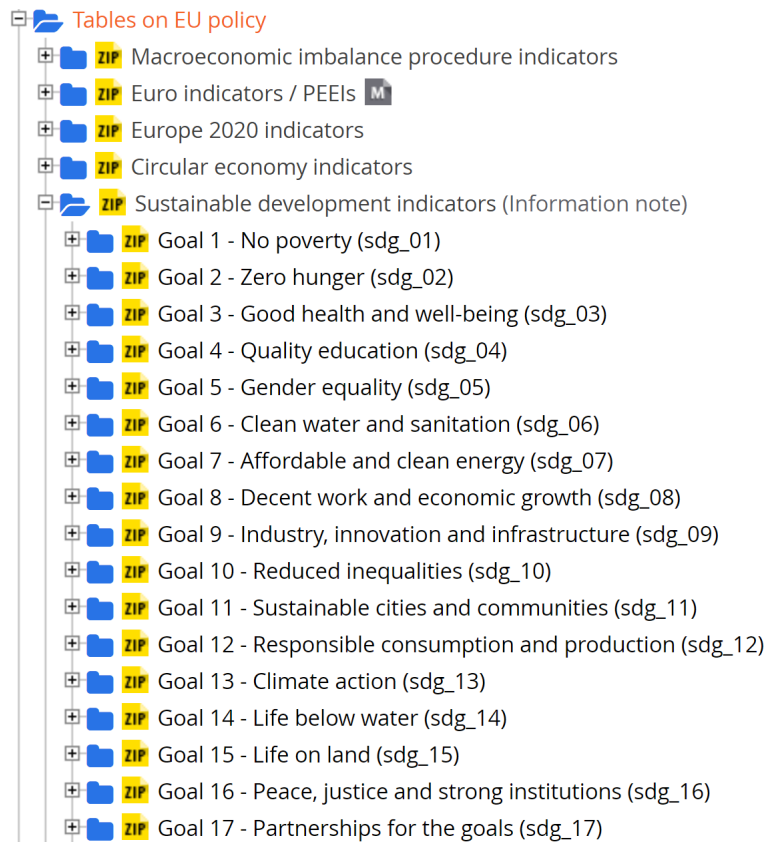 Tables on EU policy
ZIP Macroeconomic imbalance procedure indicators
ZIP Euro indicators / PEEIs M
ZIP Europe 2020 indicators
ZIP Circular economy indicators
ZIP Sustainable development indicators (Information note)
ZIP Goal 1 - No poverty (sdg_01)
ZIP Goal 2 - Zero hunger (sdg_02)
ZIP Goal 3 - Good health and well-being (sdg_03)
ZIP Goal 4 - Quality education (sdg_04)
ZIP Goal 5 - Gender equality (sdg_05)
ZIP Goal 6 - Clean water and sanitation (sdg_06)
ZIP Goal 7 - Affordable and clean energy (sdg_07)
ZIP Goal 8 - Decent work and economic growth (sdg_08)
ZIP Goal 9 - Industry, innovation and infrastructure (sdg_09)
ZIP Goal 10 - Reduced inequalities (sdg_10)
ZIP Goal 11 - Sustainable cities and communities (sdg_11)
ZIP Goal 12 - Responsible consumption and production (sdg_12)
ZIP Goal 13 - Climate action (sdg_13)
ZIP Goal 14 - Life below water (sdg_14)
ZIP Goal 15 - Life on land (sdg_15)
ZIP Goal 16 - Peace, justice and strong institutions (sdg_16)
ZIP Goal 17 - Partnerships for the goals (sdg_17)